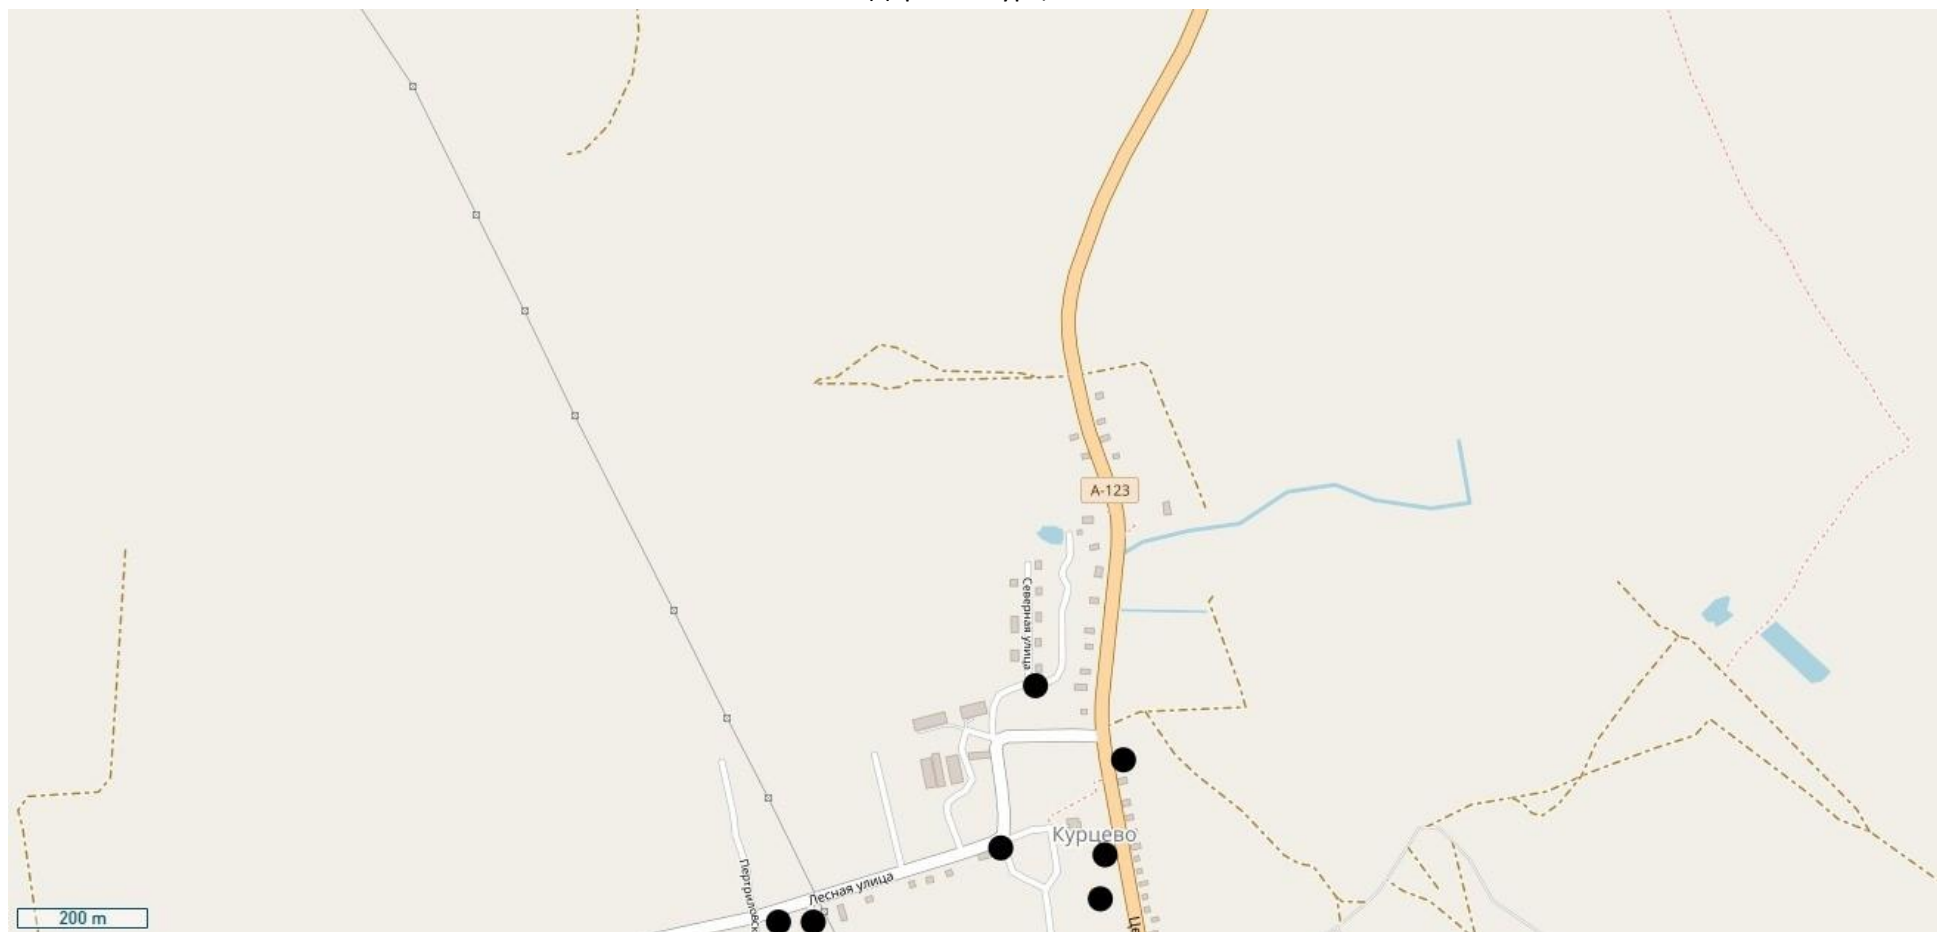 А-123
Северная улица
Курцево
Лесная улица
200 m